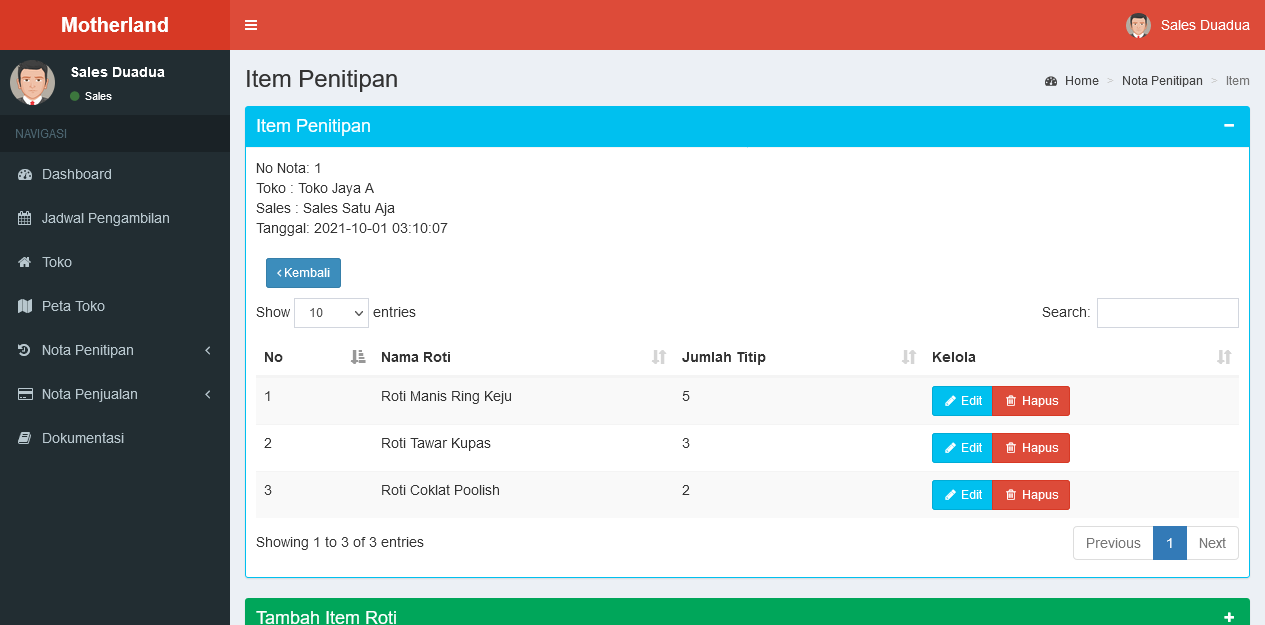 Motherland
Sales Duadua
Sales Duadua
Sales
NAVIGASI
Dashboard
Jadwal Pengambilan
Toko
Peta Toko
Nota Penitipan
Nota Penjualan
Dokumentasi
Item Penitipan
Home > Nota Penitipan > Item
Item Penitipan
No Nota: 1
Toko : Toko Jaya A
Sales : Sales Satu Aja
Tanggal: 2021-10-01 03:10:07
Kembali
Show 10 entries
Search:
No Nama Roti Jumlah Titip Kelola
1 Roti Manis Ring Keju 5 Edit Hapus
2 Roti Tawar Kupas 3 Edit Hapus
3 Roti Coklat Poolish 2 Edit Hapus
Showing 1 to 3 of 3 entries
Previous 1 Next
Tambah Item Roti